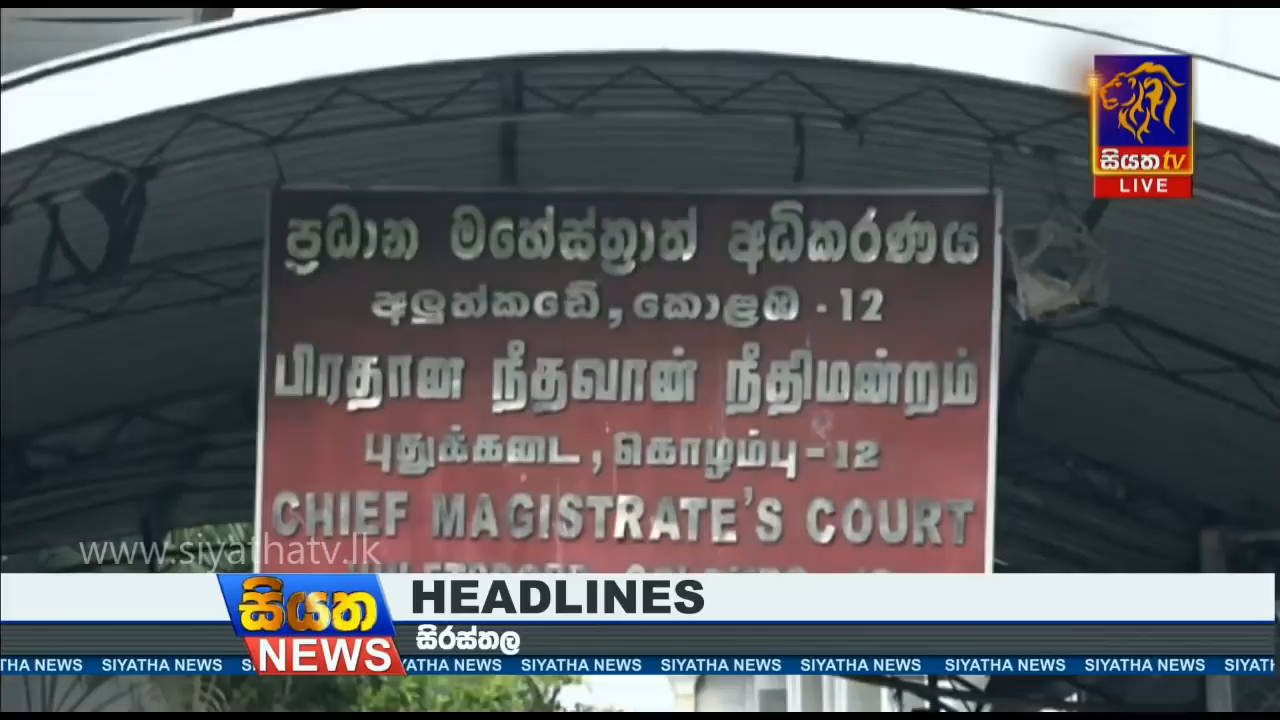 සියත tv
LIVE
ප්‍රධාන මහේස්ත්‍රාත් අධිකරණය
අලුත්කඩේ, කොළඹ - 12
பிரதான நீதவான் நீதிமன்றம்
புதுக்கடை, கொழும்பு - 12
CHIEF MAGISTRATE'S COURT
www.siyathatv.lk
සියත
NEWS
HEADLINES
සිරස්තල
SIYATHA NEWS SIYATHA NEWS SIYATHA NEWS SIYATHA NEWS SIYATHA NEWS SIYATHA NEWS SIYATHA NEWS